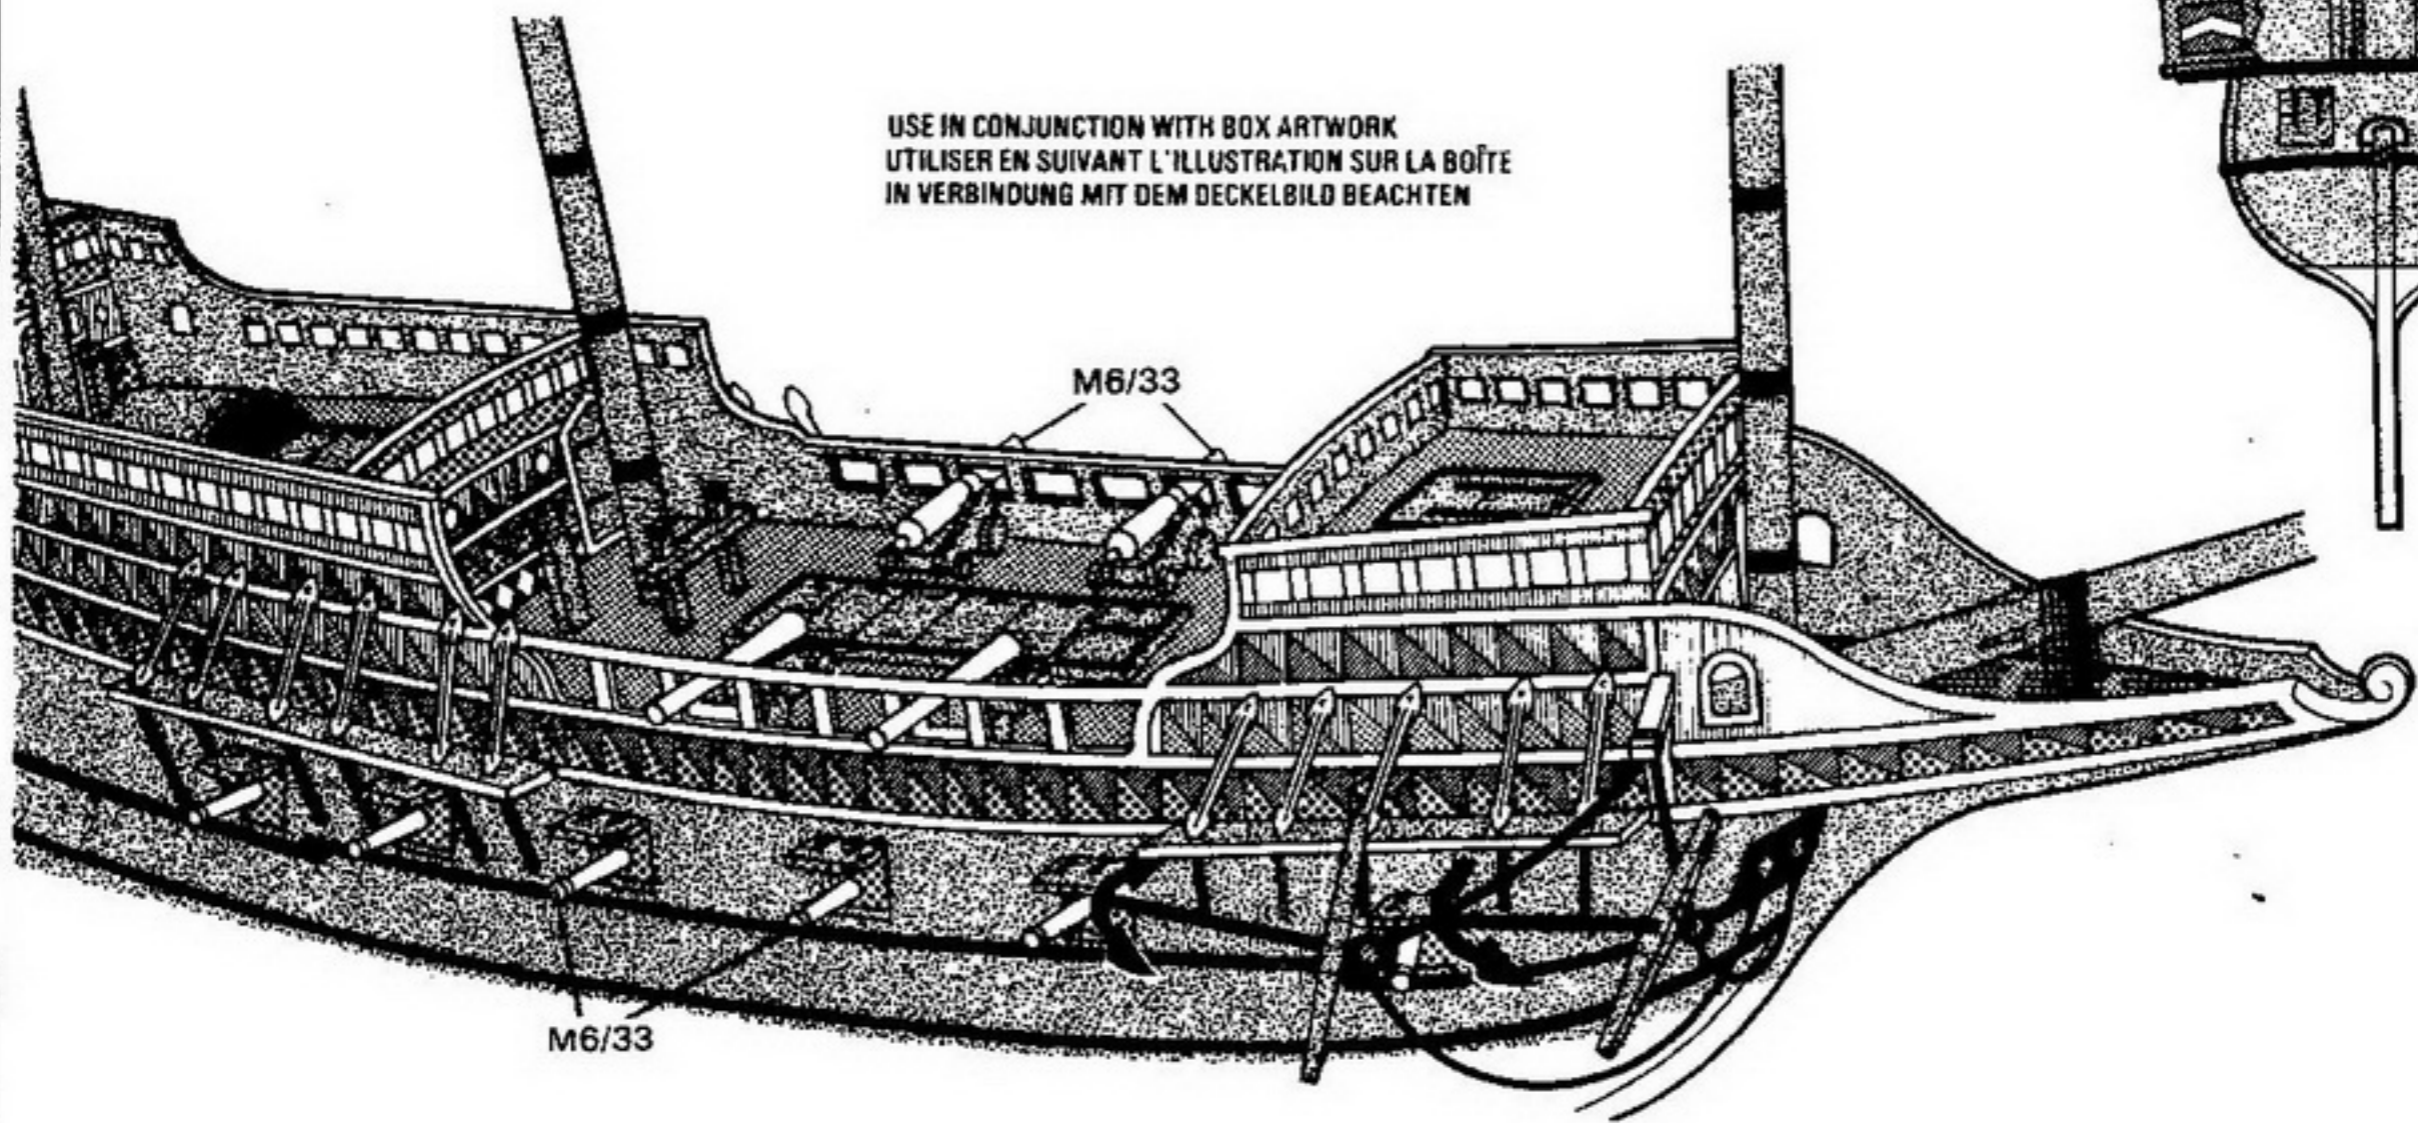 USE IN CONJUNCTION WITH BOX ARTWORK
UTILISER EN SUIVANT L'ILLUSTRATION SUR LA BOÎTE
IN VERBINDUNG MIT DEM DECKELBILD BEACHTEN
M6/33
M6/33